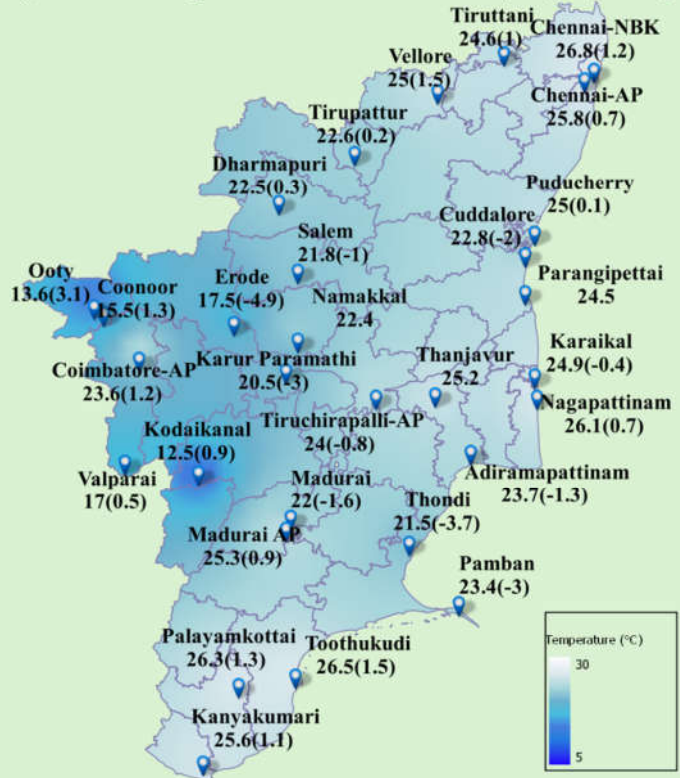 Tiruttani
24.6(1)
Chennai-NBK
26.8(1.2)
Vellore
25(1.5)
Chennai-AP
25.8(0.7)
Tirupattur
22.6(0.2)
Dharmapuri
22.5(0.3)
Puducherry
25(0.1)
Cuddalore
22.8(-2)
Salem
21.8(-1)
Ooty
13.6(3.1)
Coonoor
15.5(1.3)
Erode
17.5(-4.9)
Namakkal
22.4
Parangipettai
24.5
Karaikal
24.9(-0.4)
Coimbatore-AP
23.6(1.2)
Karur Paramathi
20.5(-3)
Thanjavur
25.2
Nagapattinam
26.1(0.7)
Tiruchirapalli-AP
24(-0.8)
Kodaikanal
12.5(0.9)
Valparai
17(0.5)
Madurai
22(-1.6)
Adiramapattinam
23.7(-1.3)
Thondi
21.5(-3.7)
Madurai AP
25.3(0.9)
Pamban
23.4(-3)
Palayamkottai
26.3(1.3)
Toothukudi
26.5(1.5)
Kanyakumari
25.6(1.1)
Temperature (°C)
30
5